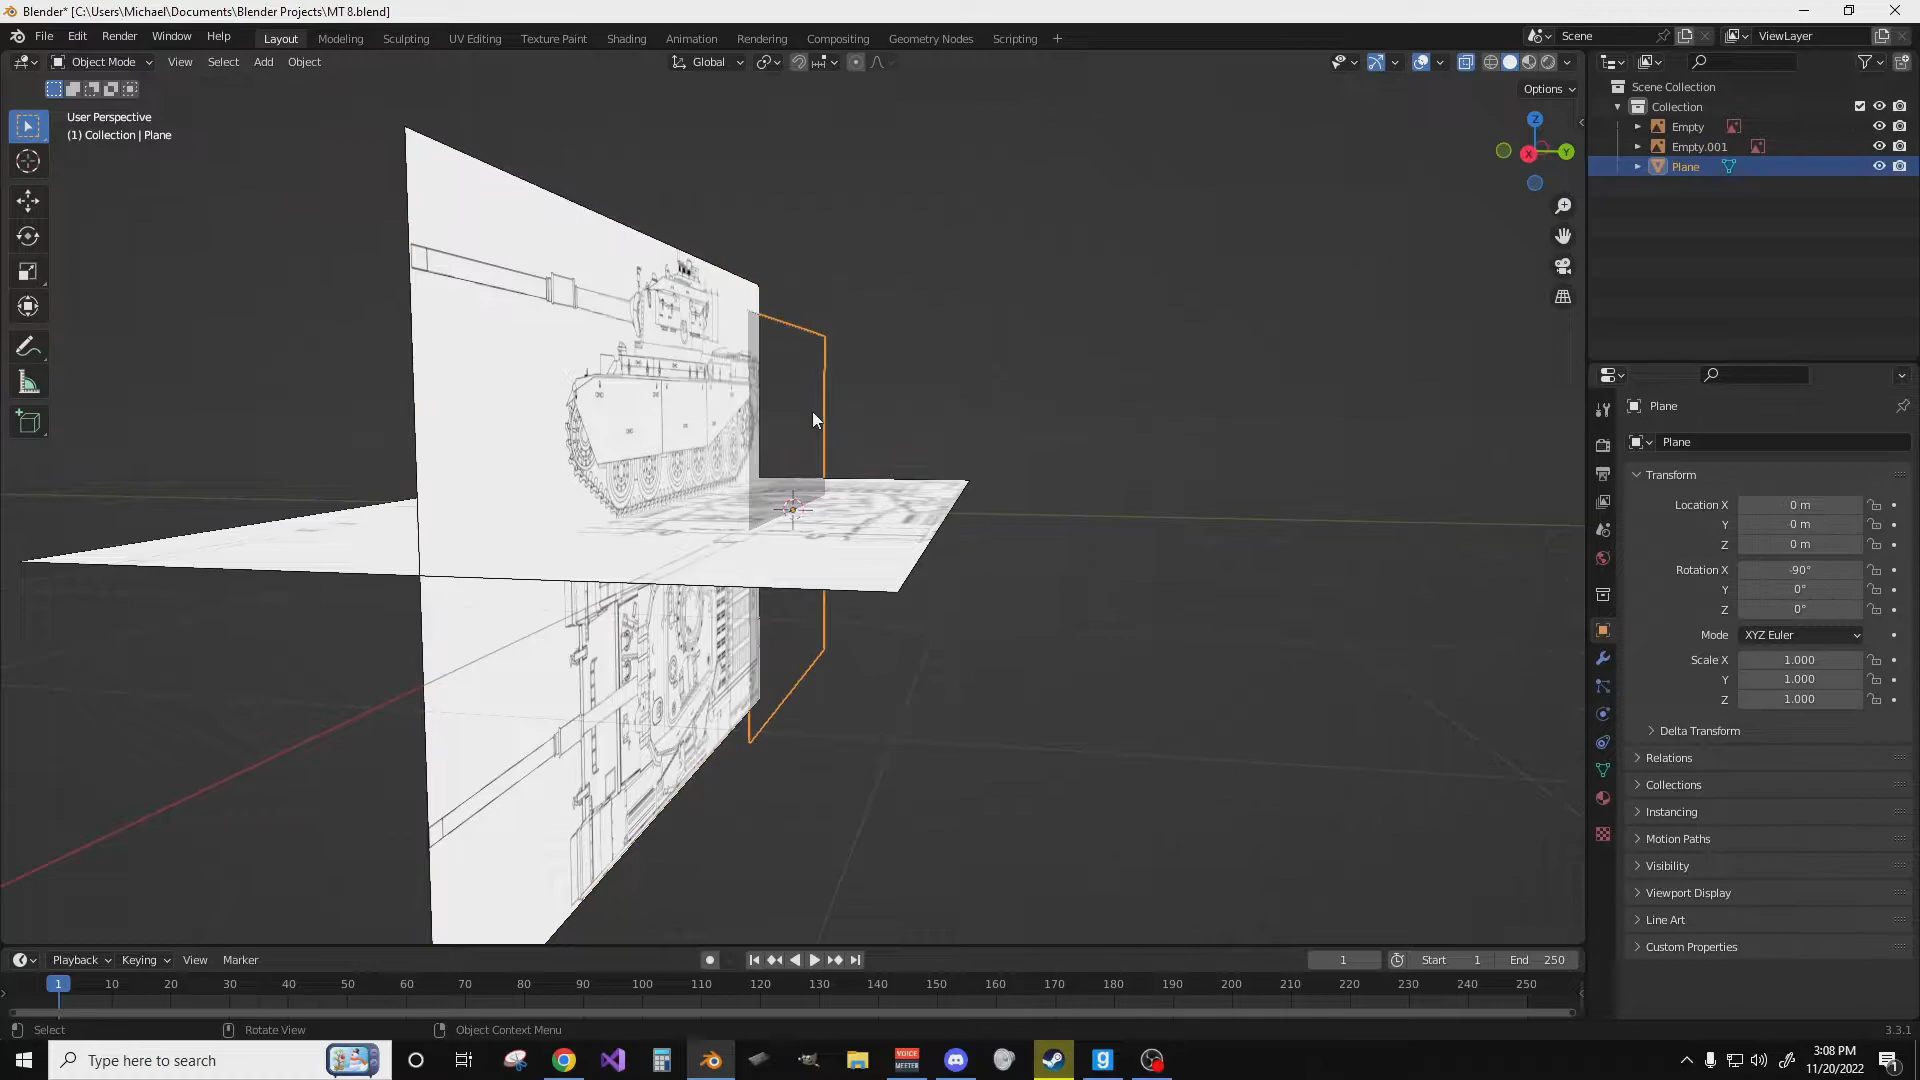 Blender* [C:\Users\Michael\Documents\Blender Projects\MT 8.blend]
File Edit Render Window Help
Layout Modeling Sculpting UV Editing Texture Paint Shading Animation Rendering Compositing Geometry Nodes Scripting +
Scene
ViewLayer
Object Mode View Select Add Object
Global
Options
User Perspective
(1) Collection | Plane
Z
Y
X
Scene Collection
Collection
Empty
Empty.001
Plane
Plane
Plane
Transform
Location X 0 m
Y 0 m
Z 0 m
Rotation X -90°
Y 0°
Z 0°
Mode XYZ Euler
Scale X 1.000
Y 1.000
Z 1.000
Delta Transform
Relations
Collections
Instancing
Motion Paths
Visibility
Viewport Display
Line Art
Custom Properties
Playback Keying View Marker
1 Start 1 End 250
1 10 20 30 40 50 60 70 80 90 100 110 120 130 140 150 160 170 180 190 200 210 220 230 240 250
Select Rotate View Object Context Menu
3.3.1
Type here to search
VOICE
MEETER
3:08 PM
11/20/2022
1